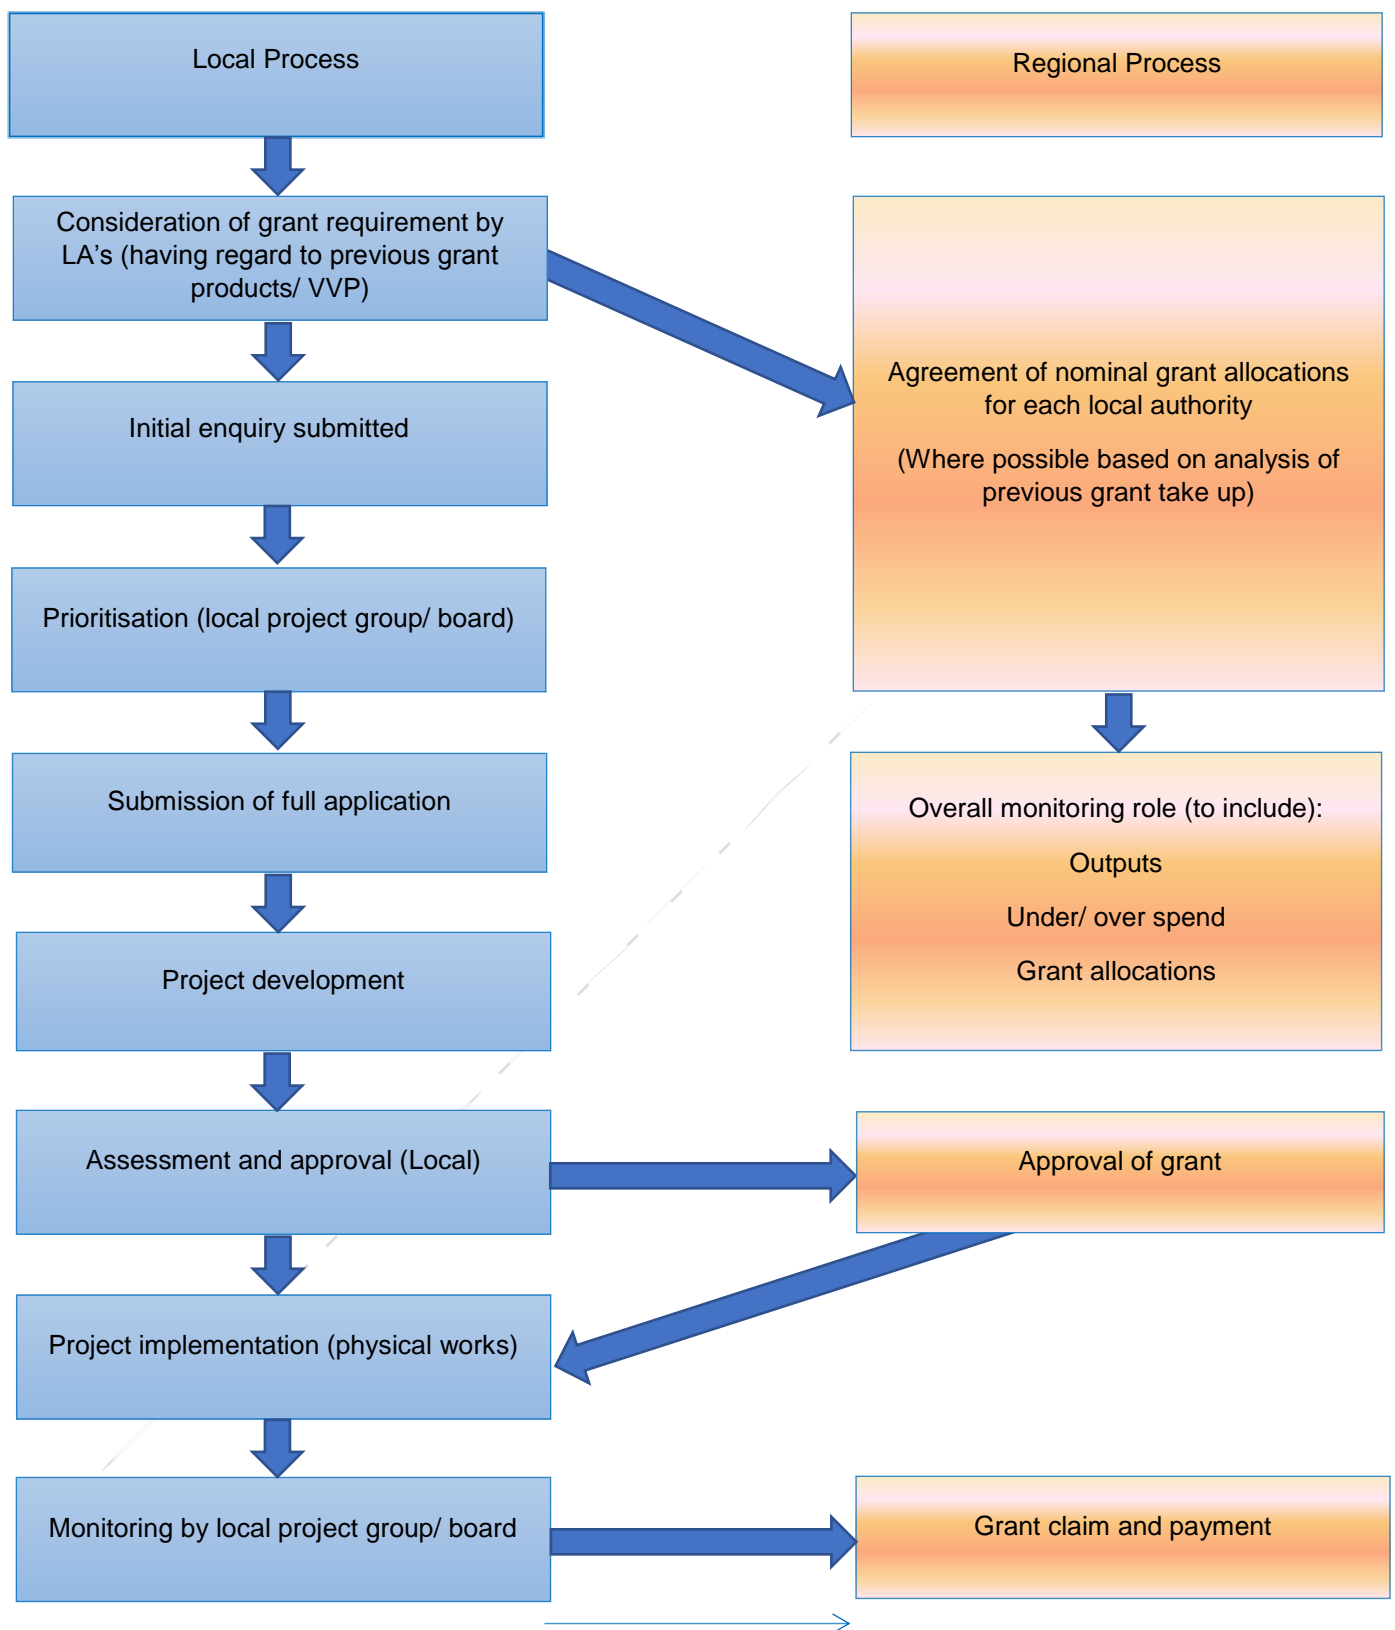 Local Process
Regional Process
Consideration of grant requirement by
LA’s (having regard to previous grant
products/ VVP)
Agreement of nominal grant allocations
for each local authority
(Where possible based on analysis of
previous grant take up)
Initial enquiry submitted
Prioritisation (local project group/ board)
Submission of full application
Overall monitoring role (to include):
Outputs
Under/ over spend
Grant allocations
Project development
Assessment and approval (Local)
Approval of grant
Project implementation (physical works)
Monitoring by local project group/ board
Grant claim and payment